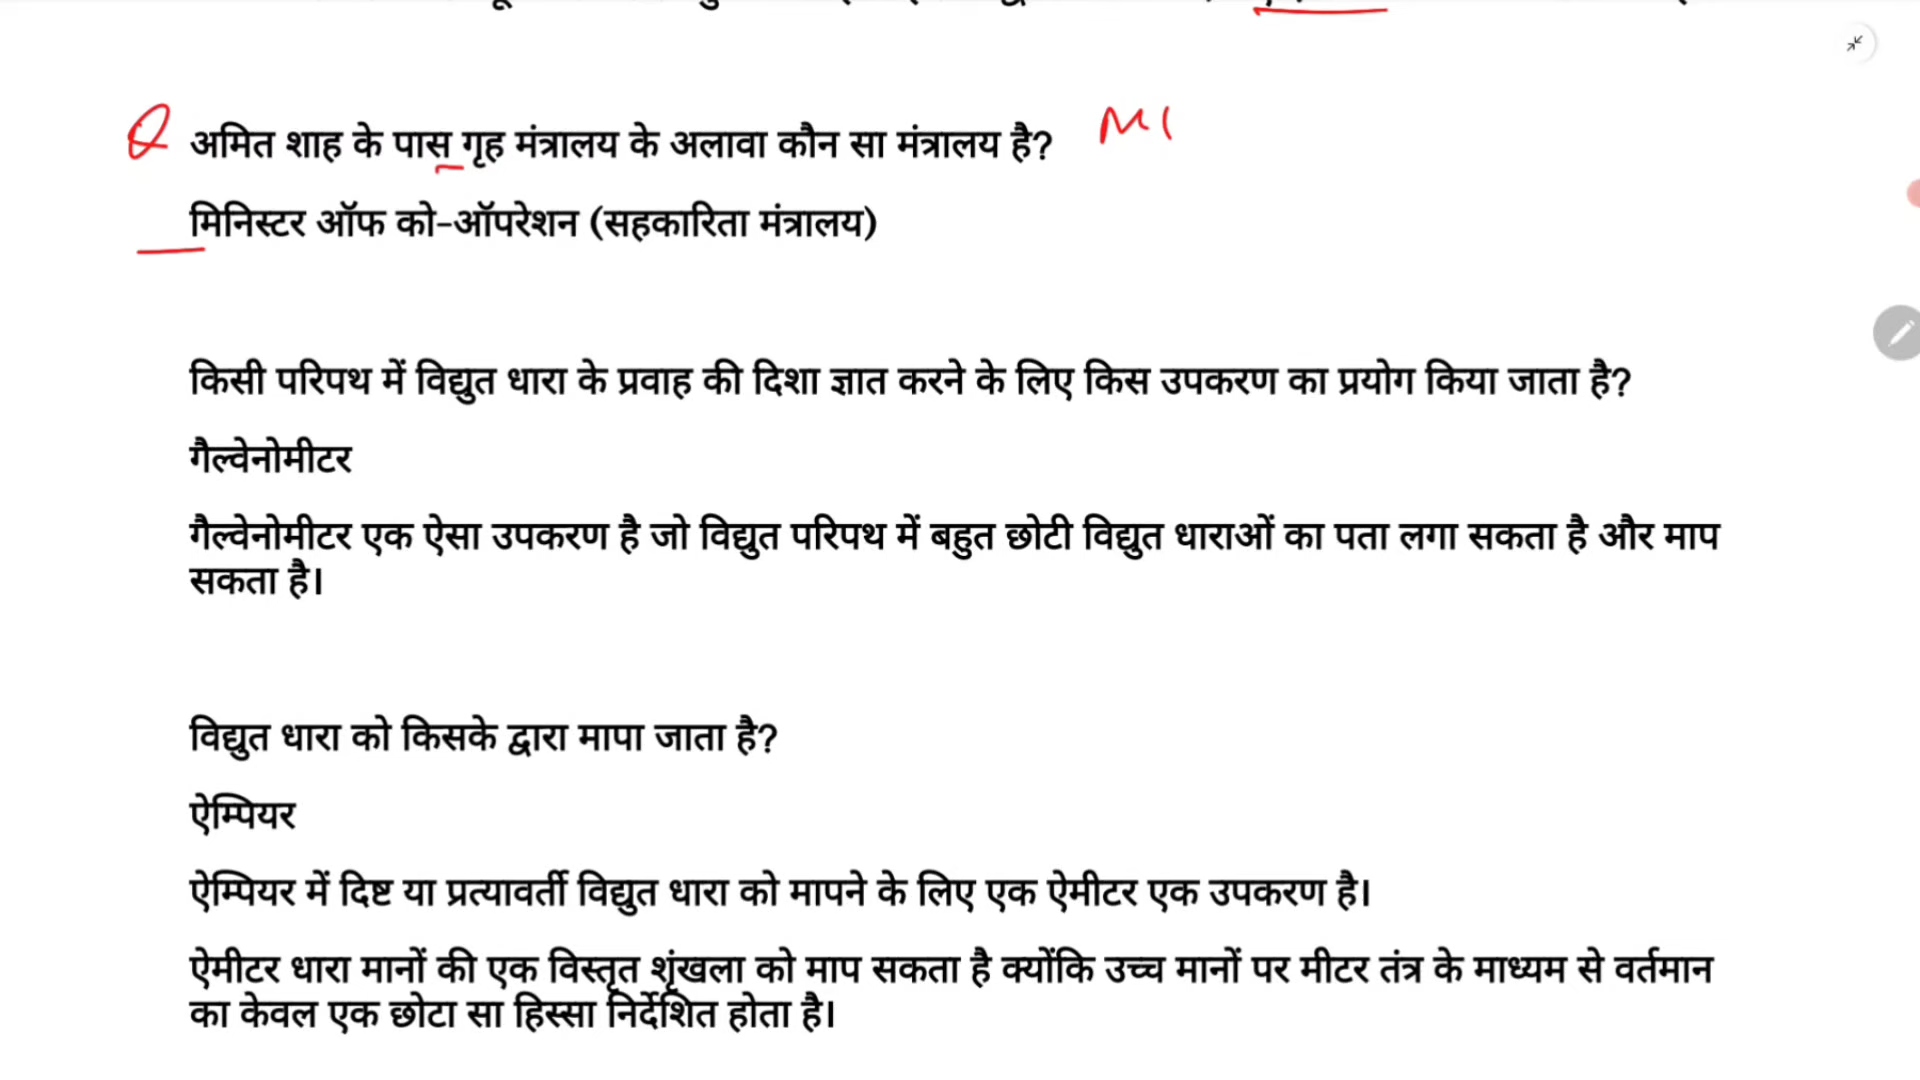 Q अमित शाह के पास गृह मंत्रालय के अलावा कौन सा मंत्रालय है? M
मिनिस्टर ऑफ को-ऑपरेशन (सहकारिता मंत्रालय)
किसी परिपथ में विद्युत धारा के प्रवाह की दिशा ज्ञात करने के लिए किस उपकरण का प्रयोग किया जाता है?
गैल्वेनोमीटर
गैल्वेनोमीटर एक ऐसा उपकरण है जो विद्युत परिपथ में बहुत छोटी विद्युत धाराओं का पता लगा सकता है और माप
सकता है।
विद्युत धारा को किसके द्वारा मापा जाता है?
ऐम्पियर
ऐम्पियर में दिष्ट या प्रत्यावर्ती विद्युत धारा को मापने के लिए एक ऐमीटर एक उपकरण है।
ऐमीटर धारा मानों की एक विस्तृत शृंखला को माप सकता है क्योंकि उच्च मानों पर मीटर तंत्र के माध्यम से वर्तमान
का केवल एक छोटा सा हिस्सा निर्देशित होता है।